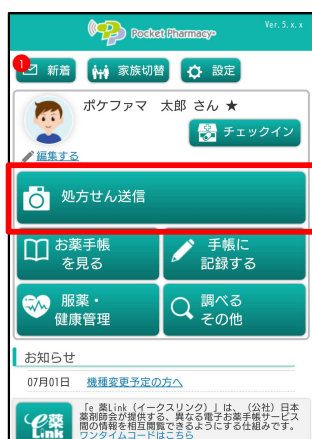 Pocket Pharmacy
Ver. 5. x. x
1
新着
家族切替
設定
ポケファマ 太郎 さん ★
チェックイン
編集する
処方せん送信
お薬手帳
を見る
手帳に
記録する
服薬・
健康管理
調べる
その他
お知らせ
07月01日 機種変更予定の方へ
e薬
Link
「e 薬Link（イークスリンク）」は、（公社）日本
薬剤師会が提供する、異なる電子お薬手帳サービス
間の情報を相互閲覧できるようにする仕組みです。
ワンタイムコードはこちら